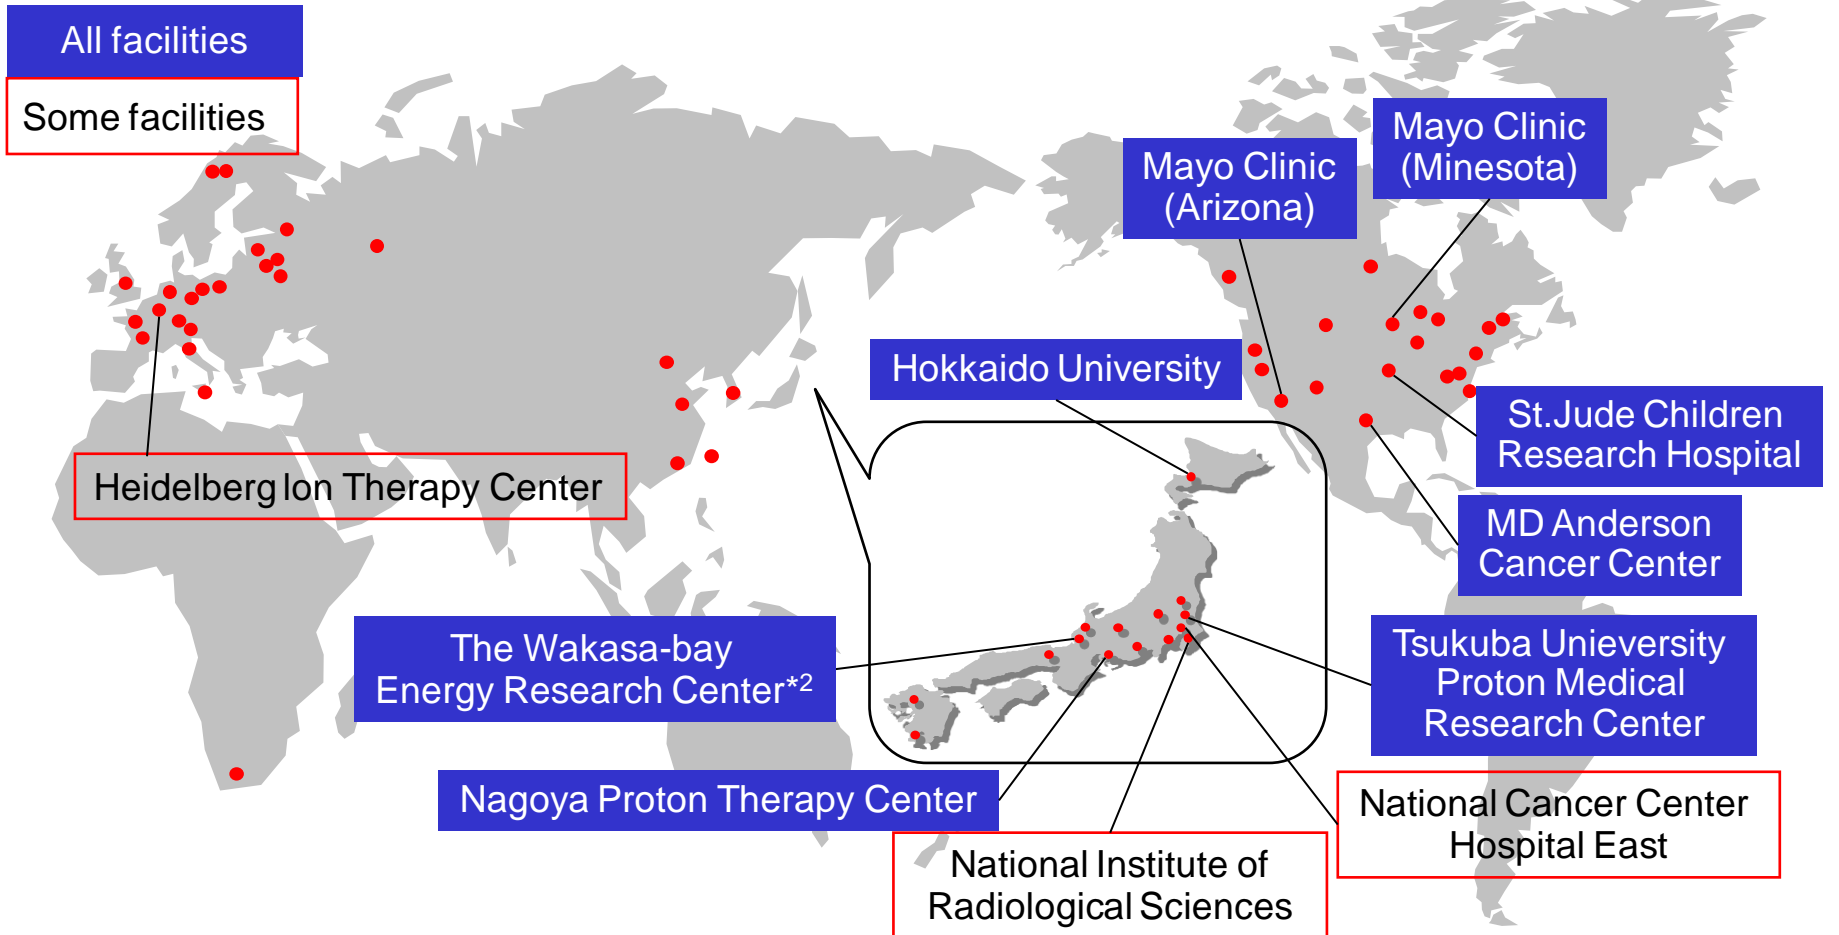 All facilities
Some facilities
Mayo Clinic
(Minesota)
Mayo Clinic
(Arizona)
Hokkaido University
St.Jude Children
Research Hospital
Heidelberg Ion Therapy Center
MD Anderson
Cancer Center
The Wakasa-bay
Energy Research Center*2
Tsukuba Unieversity
Proton Medical
Research Center
Nagoya Proton Therapy Center
National Cancer Center
Hospital East
National Institute of
Radiological Sciences